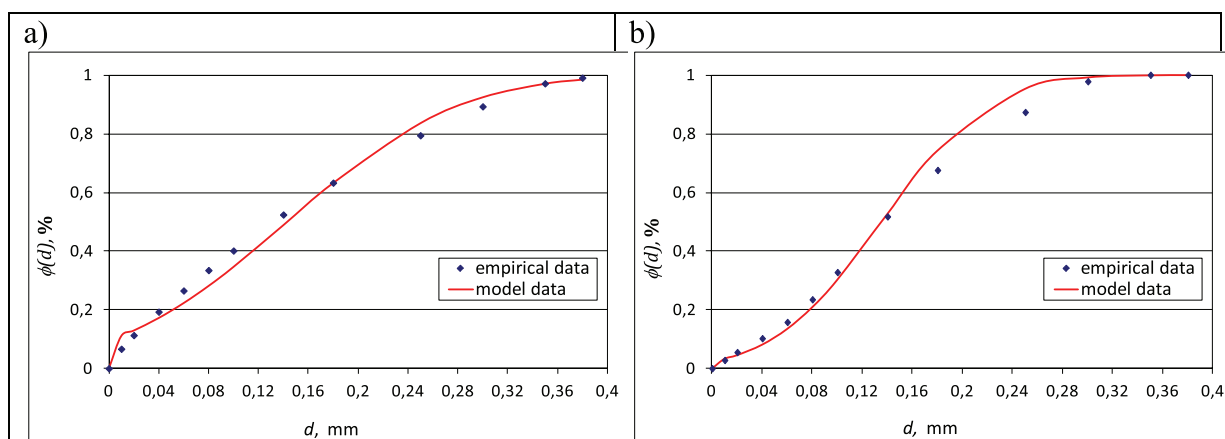 a)
1
0,8
0,6
0,4
0,2
0
ϕ(d), %
empirical data
model data
0 0,04 0,08 0,12 0,16 0,2 0,24 0,28 0,32 0,36 0,4
d, mm
b)
1
0,8
0,6
0,4
0,2
0
ϕ(d), %
empirical data
model data
0 0,04 0,08 0,12 0,16 0,2 0,24 0,28 0,32 0,36 0,4
d, mm